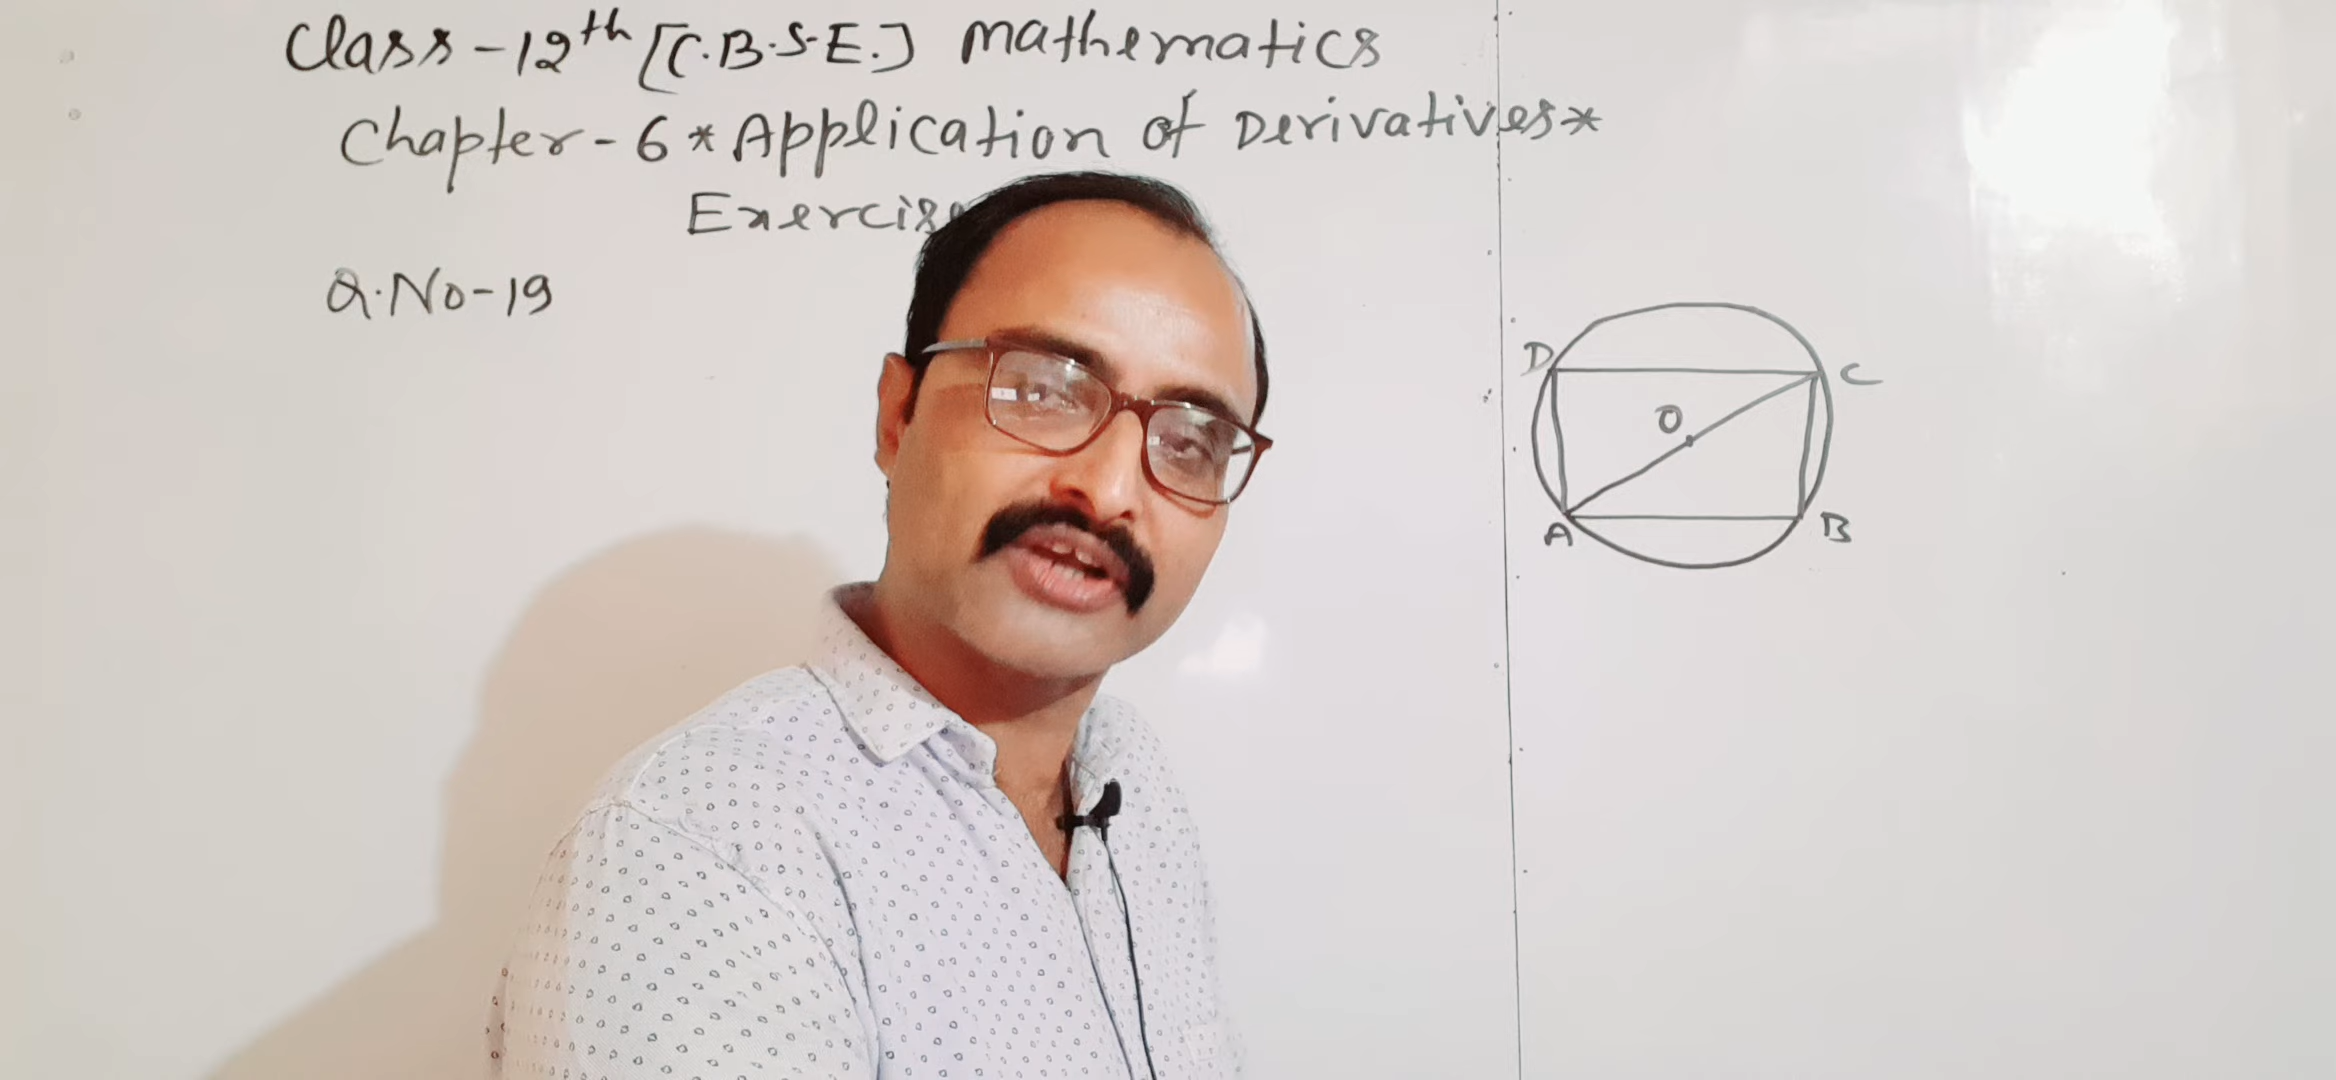 Class-12th [C.B.S.E.] Mathematics
Chapter-6 * Application of Derivatives *
Q.No-19
D
C
O
A
B